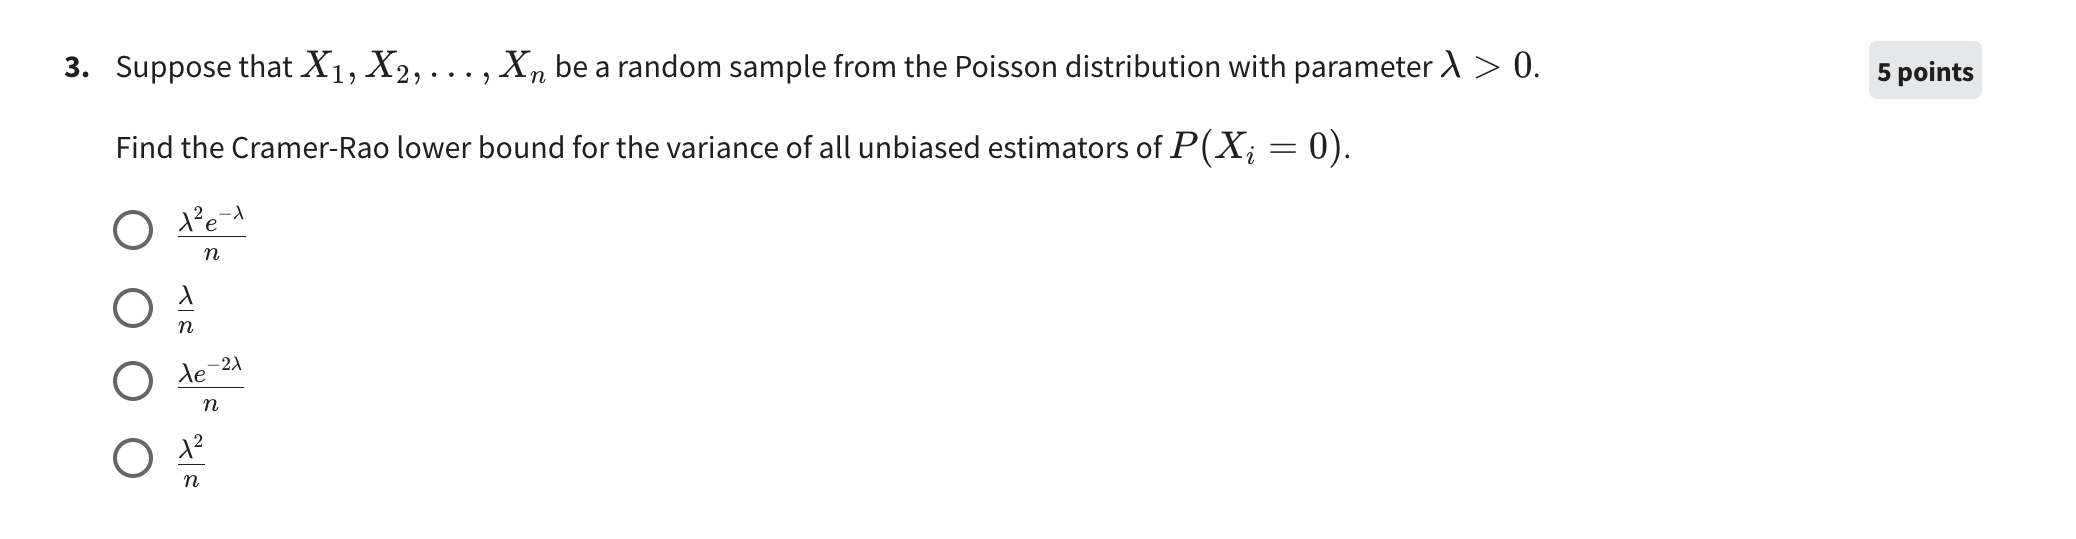 3. Suppose that $X_1, X_2, \ldots, X_n$ be a random sample from the Poisson distribution with parameter $\lambda > 0$.
5 points
Find the Cramer-Rao lower bound for the variance of all unbiased estimators of $P(X_i = 0)$.
$\frac{\lambda^2 e^{-\lambda}}{n}$
$\frac{\lambda}{n}$
$\frac{\lambda e^{-2\lambda}}{n}$
$\frac{\lambda^2}{n}$